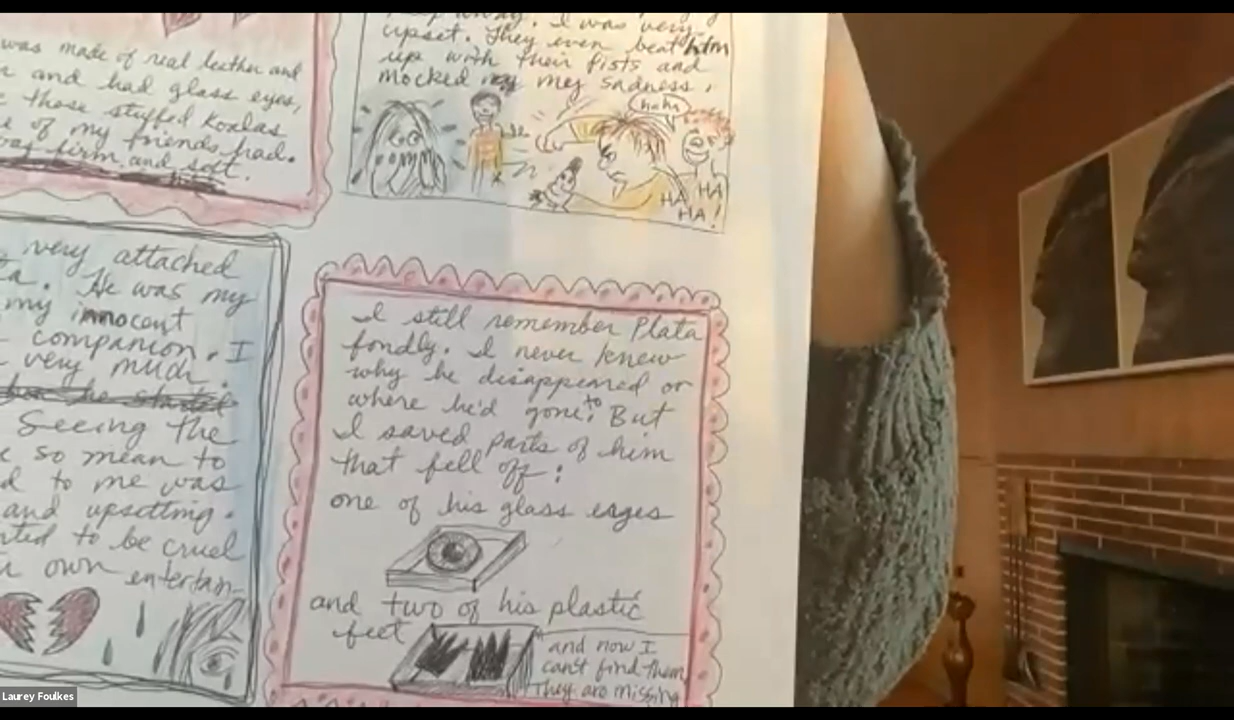 was made of real leather and
and had glass eyes,
those stuffed Koalas
of my friends had.
was firm and soft.
upset. They even beat him
up with their fists and
mocked my sadness.
haha
HA
HA
HA!
very attached
He was my
my innocent
companion. I
very much.
Seeing the
so mean to
to me was
and upsetting.
to be cruel
own entertain-
I still remember Plata
fondly. I never knew
why he disappeared or
where he'd gone to. But
I saved parts of him
that fell off:
one of his glass eyes
and two of his plastic
feet
and now I
can't find them,
they are missing
Laurey Foulkes